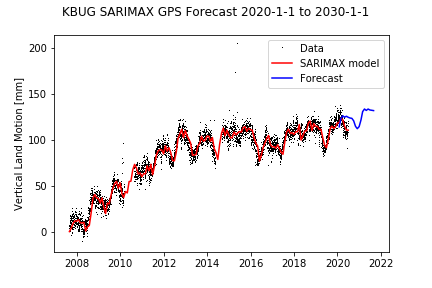 KBUG SARIMAX GPS Forecast 2020-1-1 to 2030-1-1
Vertical Land Motion [mm]
200
150
100
50
0
Data
SARIMAX model
Forecast
2008 2010 2012 2014 2016 2018 2020 2022